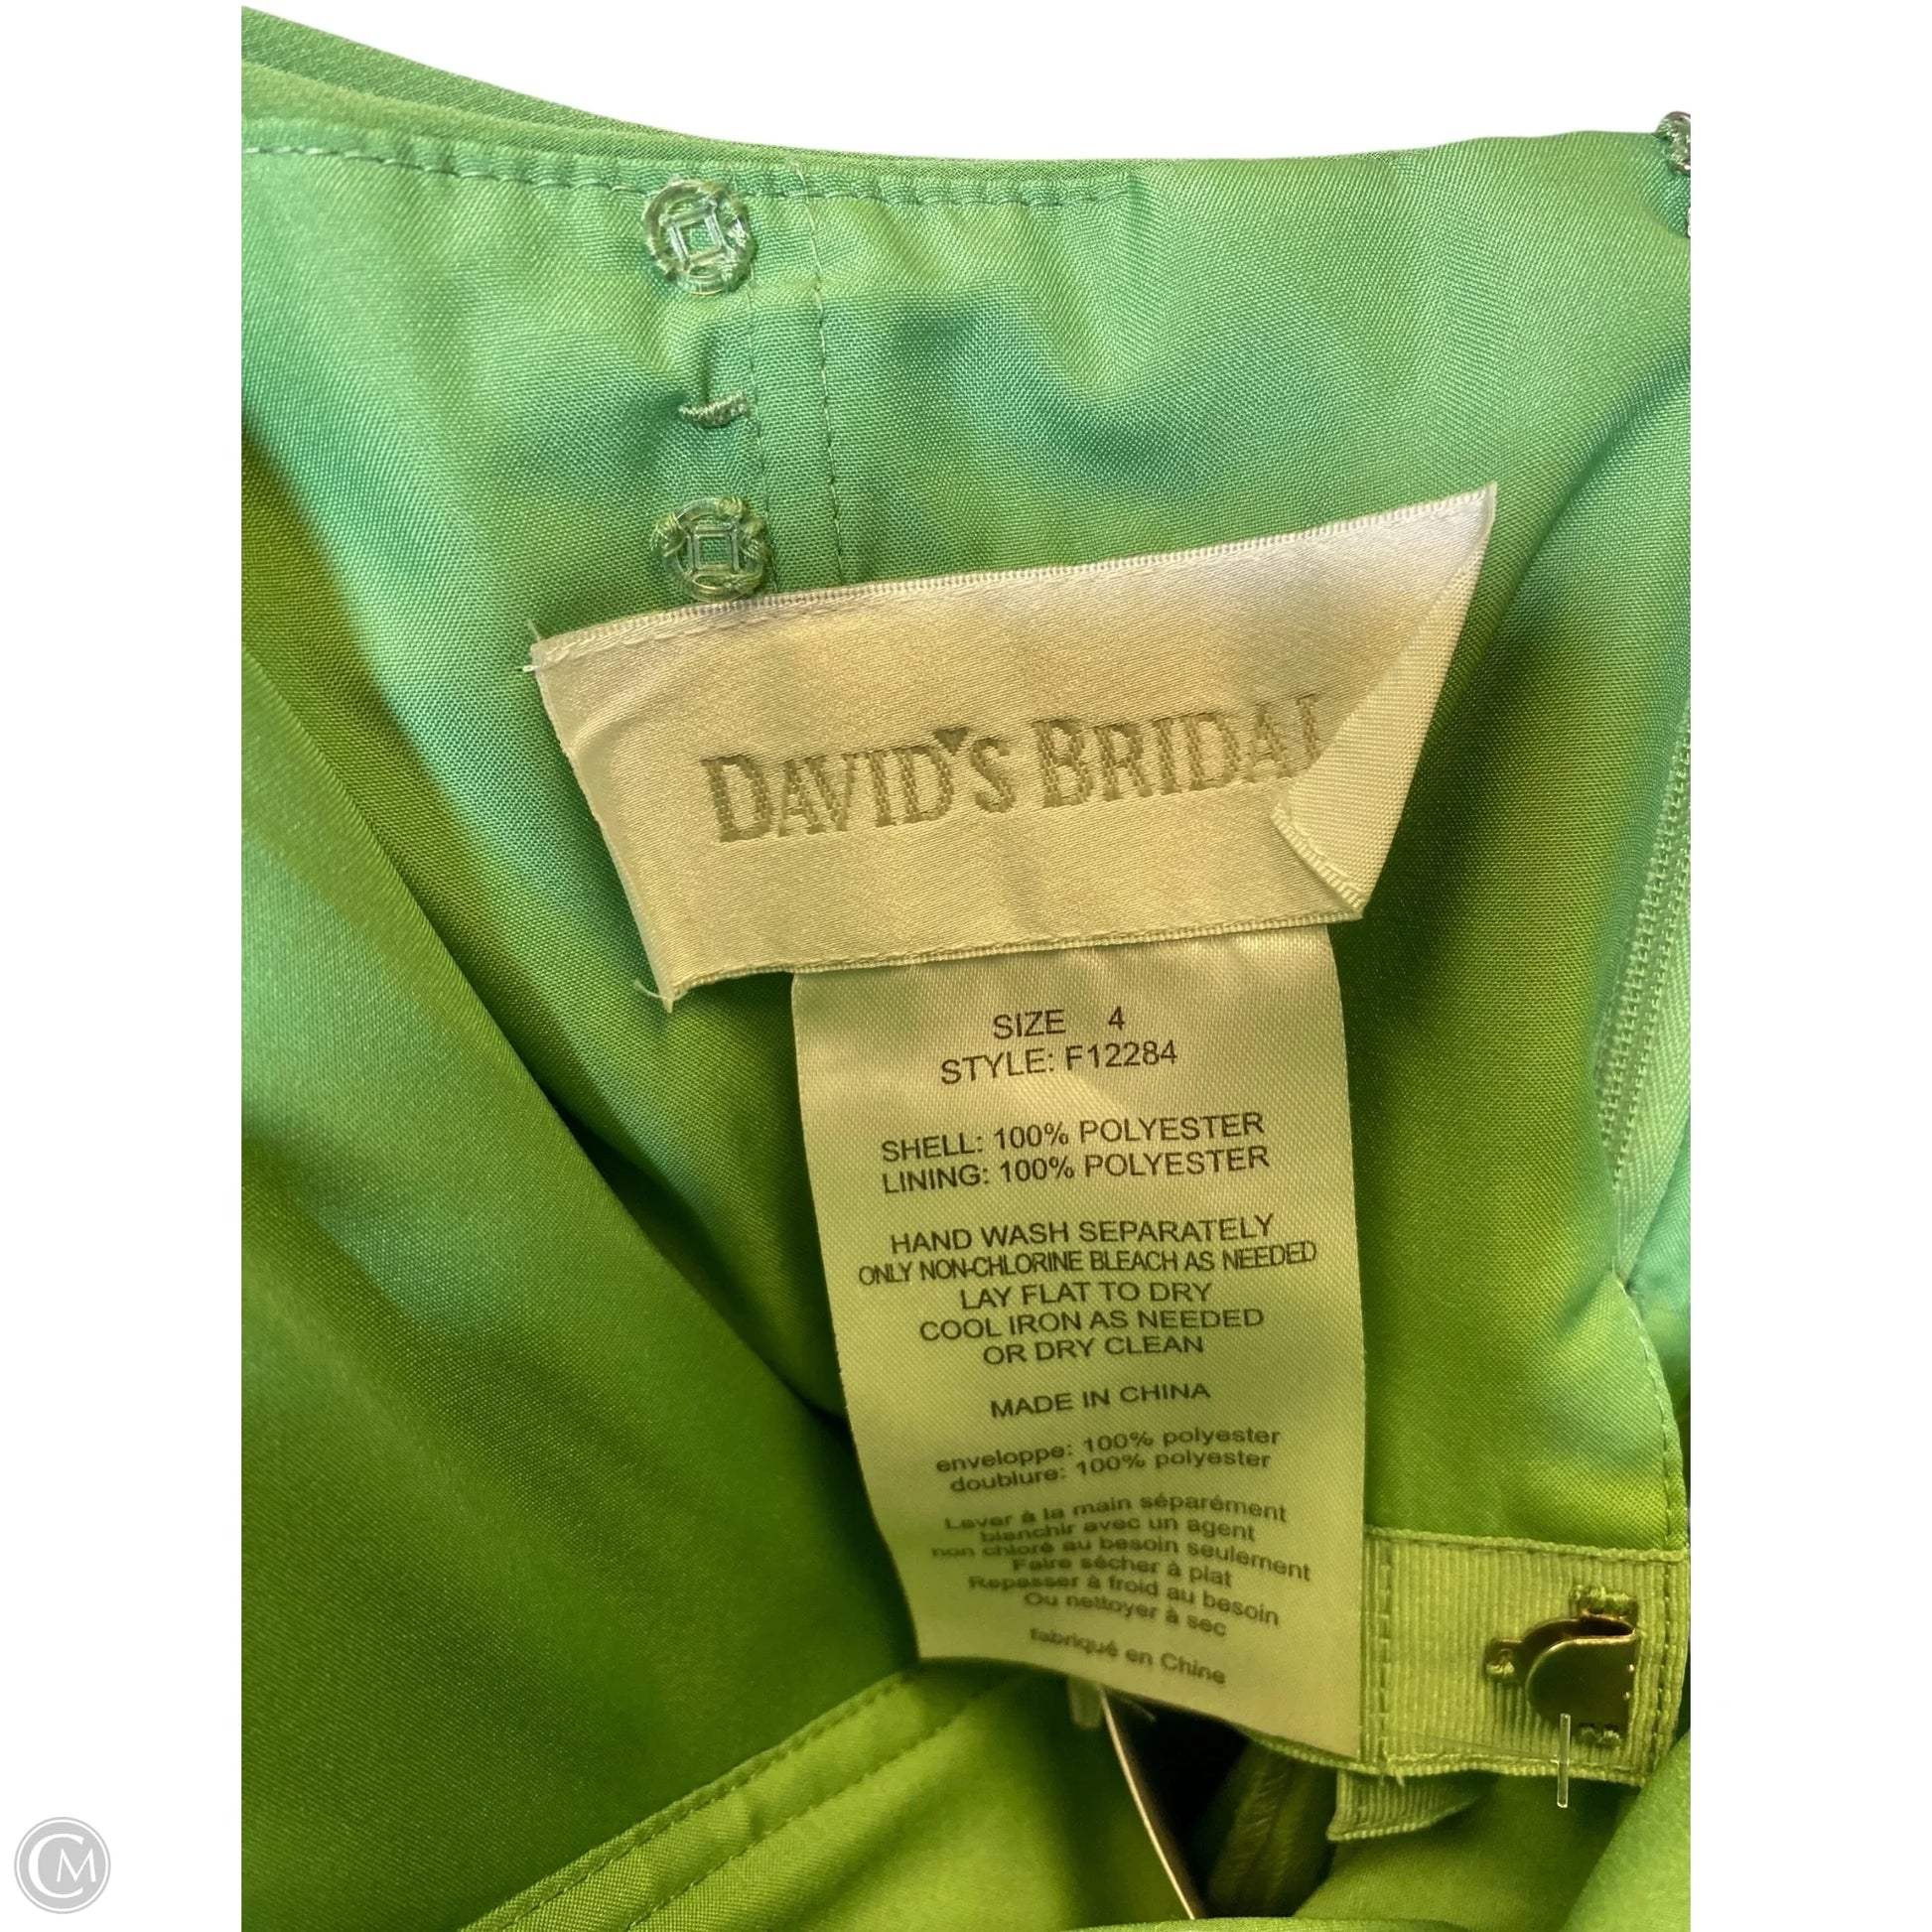 DAVID'S BRIDAL
SIZE 4
STYLE: F12284
SHELL: 100% POLYESTER
LINING: 100% POLYESTER
HAND WASH SEPARATELY
ONLY NON-CHLORINE BLEACH AS NEEDED
LAY FLAT TO DRY
COOL IRON AS NEEDED
OR DRY CLEAN
MADE IN CHINA
enveloppe: 100% polyester
doublure: 100% polyester
Laver à la main séparément
blanchir avec un agent
non chloré au besoin seulement
Faire sécher à plat
Repasser à froid au besoin
Ou nettoyer à sec
fabriqué en Chine
CM